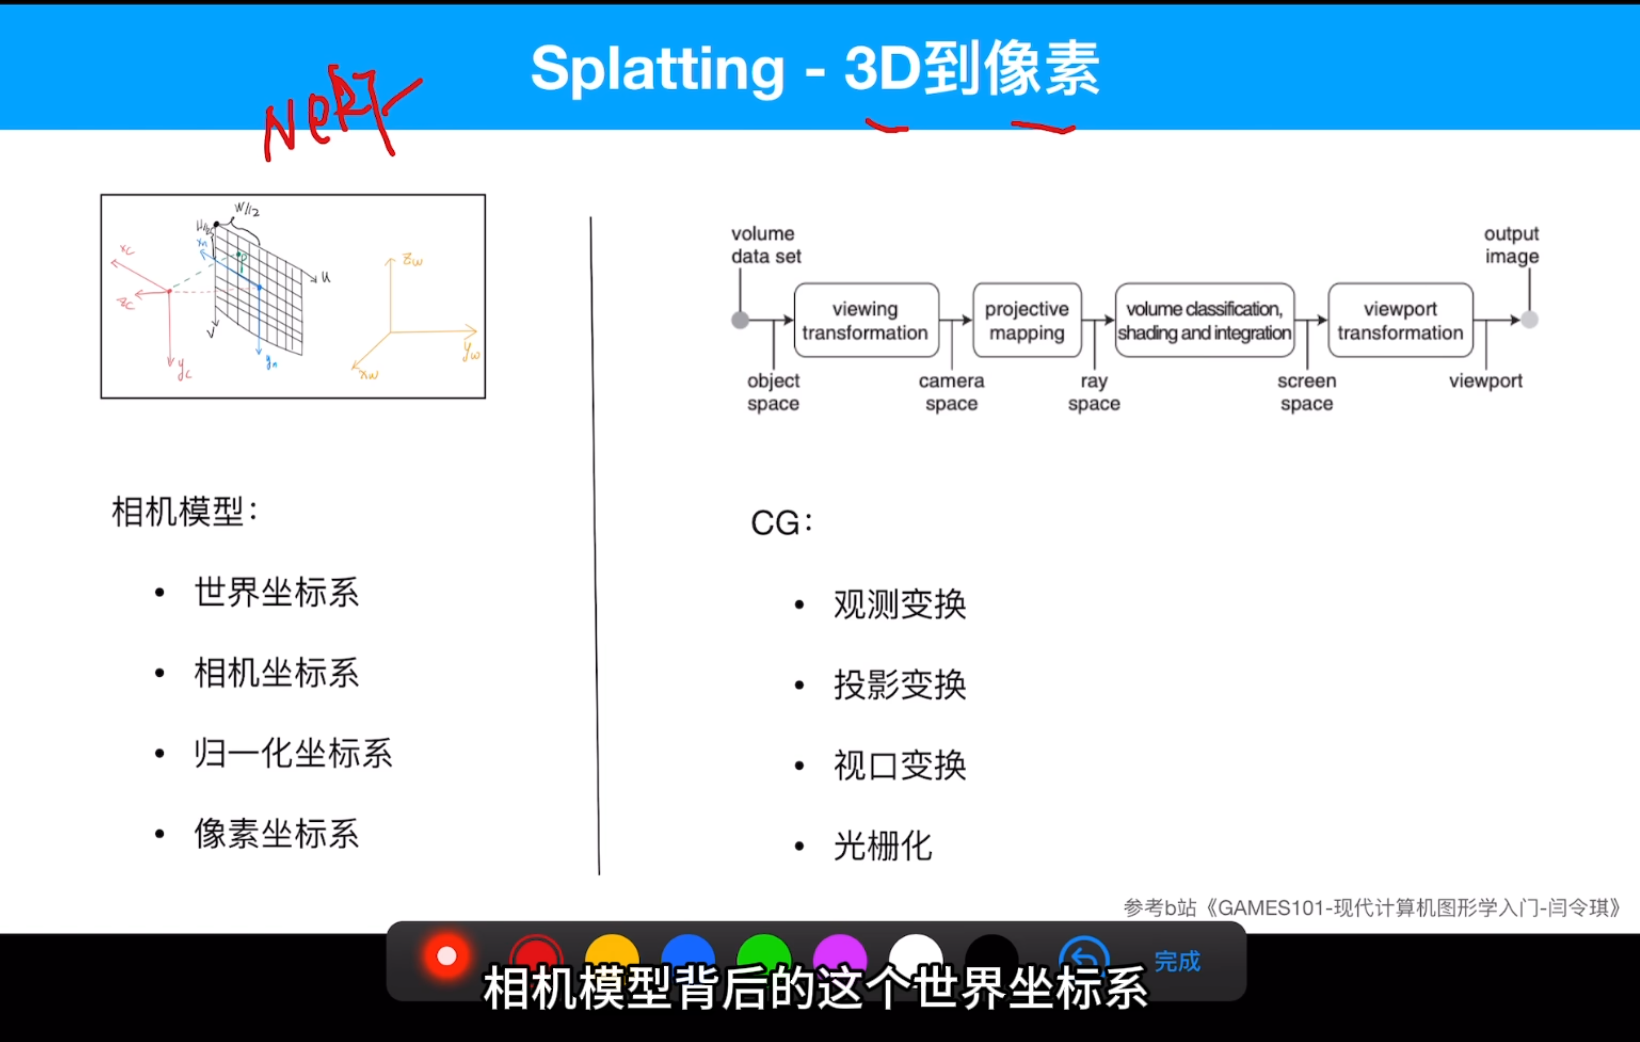 Splatting - 3D到像素
NeRF
W/2
H/2
xc
zc
yc
xn
yn
P
u
v
zw
yw
xw
volume
data set
output
image
viewing
transformation
projective
mapping
volume classification,
shading and integration
viewport
transformation
object
space
camera
space
ray
space
screen
space
viewport
相机模型：
• 世界坐标系
• 相机坐标系
• 归一化坐标系
• 像素坐标系
CG：
• 观测变换
• 投影变换
• 视口变换
• 光栅化
参考b站《GAMES101-现代计算机图形学入门-闫令琪》
完成
相机模型背后的这个世界坐标系